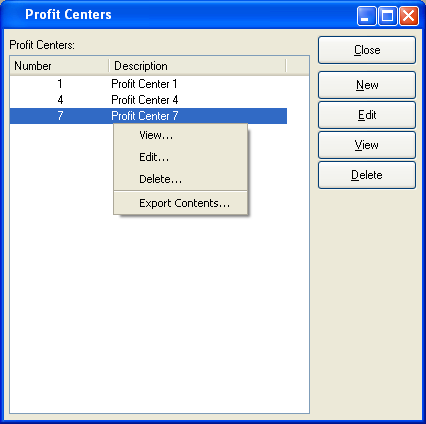 Profit Centers
Profit Centers:
Number Description
1 Profit Center 1
4 Profit Center 4
7 Profit Center 7
View...
Edit...
Delete...
Export Contents...
Close
New
Edit
View
Delete